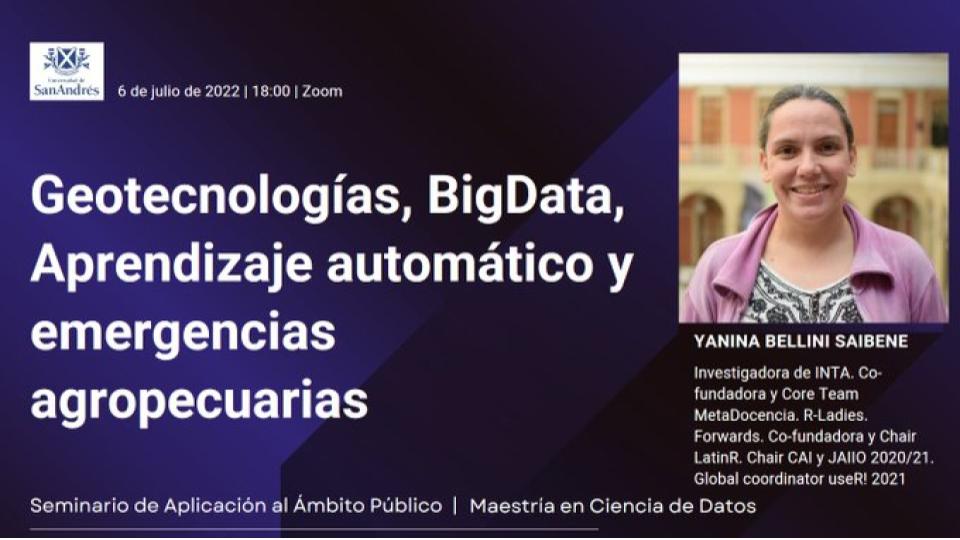 Universidad de
SanAndrés
6 de julio de 2022 | 18:00 | Zoom
Geotecnologías, BigData,
Aprendizaje automático y
emergencias
agropecuarias
YANINA BELLINI SAIBENE
Investigadora de INTA. Co-
fundadora y Core Team
MetaDocencia. R-Ladies.
Forwards. Co-fundadora y Chair
LatinR. Chair CAI y JAIIO 2020/21.
Global coordinator useR! 2021
Seminario de Aplicación al Ámbito Público | Maestría en Ciencia de Datos